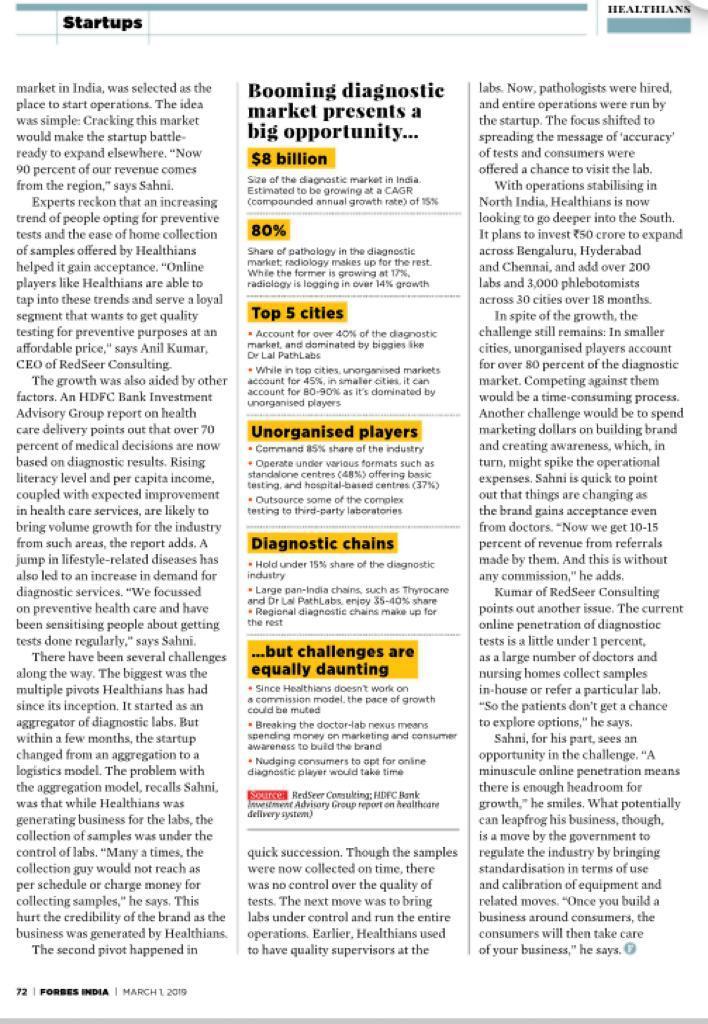 Startups
HEALTHIANS
market in India, was selected as the
place to start operations. The idea
was simple: Cracking this market
would make the startup battle-
ready to expand elsewhere. “Now
90 percent of our revenue comes
from the region,” says Sahni.
Experts reckon that an increasing
trend of people opting for preventive
tests and the ease of home collection
of samples offered by Healthians
helped it gain acceptance. “Online
players like Healthians are able to
tap into these trends and serve a loyal
segment that wants to get quality
testing for preventive purposes at an
affordable price,” says Anil Kumar,
CEO of RedSeer Consulting.
The growth was also aided by other
factors. An HDFC Bank Investment
Advisory Group report on health
care delivery points out that over 70
percent of medical decisions are now
based on diagnostic results. Rising
literacy level and per capita income,
coupled with expected improvement
in health care services, are likely to
bring volume growth for the industry
from such areas, the report adds. A
jump in lifestyle-related diseases has
also led to an increase in demand for
diagnostic services. “We focussed
on preventive health care and have
been sensitising people about getting
tests done regularly,” says Sahni.
There have been several challenges
along the way. The biggest was the
multiple pivots Healthians has had
since its inception. It started as an
aggregator of diagnostic labs. But
within a few months, the startup
changed from an aggregation to a
logistics model. The problem with
the aggregation model, recalls Sahni,
was that while Healthians was
generating business for the labs, the
collection of samples was under the
control of labs. “Many a times, the
collection guy would not reach as
per schedule or charge money for
collecting samples,” he says. This
hurt the credibility of the brand as the
business was generated by Healthians.
The second pivot happened in
Booming diagnostic
market presents a
big opportunity...
$8 billion
Size of the diagnostic market in India.
Estimated to be growing at a CAGR
(compounded annual growth rate) of 15%
80%
Share of pathology in the diagnostic
market; radiology makes up for the rest.
While the former is growing at 17%,
radiology is logging in over 14% growth
Top 5 cities
• Account for over 40% of the diagnostic
market, and dominated by biggies like
Dr Lal PathLabs
• While in top cities, unorganised markets
account for 45%, in smaller cities, it can
account for 80-90% as it’s dominated by
unorganised players
Unorganised players
• Command 85% share of the industry
• Operate under various formats such as
standalone centres (48%) offering basic
testing, and hospital-based centres (37%)
• Outsource some of the complex
testing to third-party laboratories
Diagnostic chains
• Hold under 15% share of the diagnostic
industry
• Large pan-India chains, such as Thyrocare
and Dr Lal PathLabs, enjoy 35-40% share
• Regional diagnostic chains make up for
the rest
...but challenges are
equally daunting
• Since Healthians doesn’t work on
a commission model, the pace of growth
could be muted
• Breaking the doctor-lab nexus means
spending money on marketing and consumer
awareness to build the brand
• Nudging consumers to opt for online
diagnostic player would take time
Source: RedSeer Consulting; HDFC Bank
Investment Advisory Group report on healthcare
delivery system)
quick succession. Though the samples
were now collected on time, there
was no control over the quality of
tests. The next move was to bring
labs under control and run the entire
operations. Earlier, Healthians used
to have quality supervisors at the
labs. Now, pathologists were hired,
and entire operations were run by
the startup. The focus shifted to
spreading the message of ‘accuracy’
of tests and consumers were
offered a chance to visit the lab.
With operations stabilising in
North India, Healthians is now
looking to go deeper into the South.
It plans to invest ₹50 crore to expand
across Bengaluru, Hyderabad
and Chennai, and add over 200
labs and 3,000 phlebotomists
across 30 cities over 18 months.
In spite of the growth, the
challenge still remains: In smaller
cities, unorganised players account
for over 80 percent of the diagnostic
market. Competing against them
would be a time-consuming process.
Another challenge would be to spend
marketing dollars on building brand
and creating awareness, which, in
turn, might spike the operational
expenses. Sahni is quick to point
out that things are changing as
the brand gains acceptance even
from doctors. “Now we get 10-15
percent of revenue from referrals
made by them. And this is without
any commission,” he adds.
Kumar of RedSeer Consulting
points out another issue. The current
online penetration of diagnostioc
tests is a little under 1 percent,
as a large number of doctors and
nursing homes collect samples
in-house or refer a particular lab.
“So the patients don’t get a chance
to explore options,” he says.
Sahni, for his part, sees an
opportunity in the challenge. “A
minuscule online penetration means
there is enough headroom for
growth,” he smiles. What potentially
can leapfrog his business, though,
is a move by the government to
regulate the industry by bringing
standardisation in terms of use
and calibration of equipment and
related moves. “Once you build a
business around consumers, the
consumers will then take care
of your business,” he says. F
72 | FORBES INDIA | MARCH 1, 2019